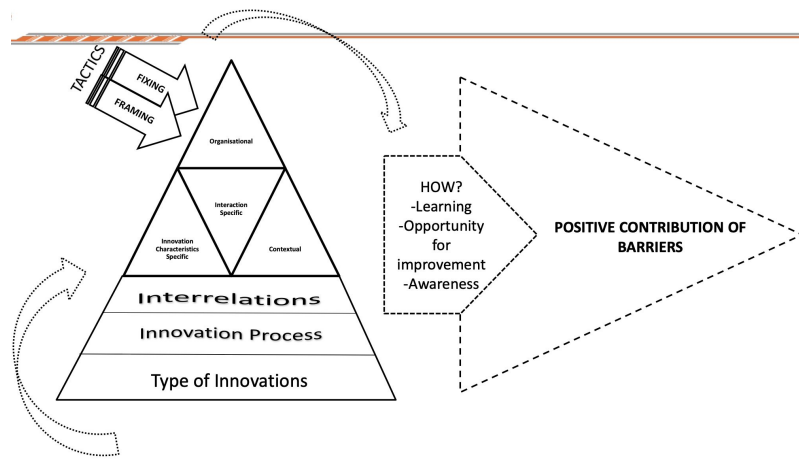 TACTICS
FIXING
FRAMING
Organisational
Interaction
Specific
Innovation
Characteristics
Specific
Contextual
Interrelations
Innovation Process
Type of Innovations
HOW?
-Learning
-Opportunity
for
improvement
-Awareness
POSITIVE CONTRIBUTION OF
BARRIERS